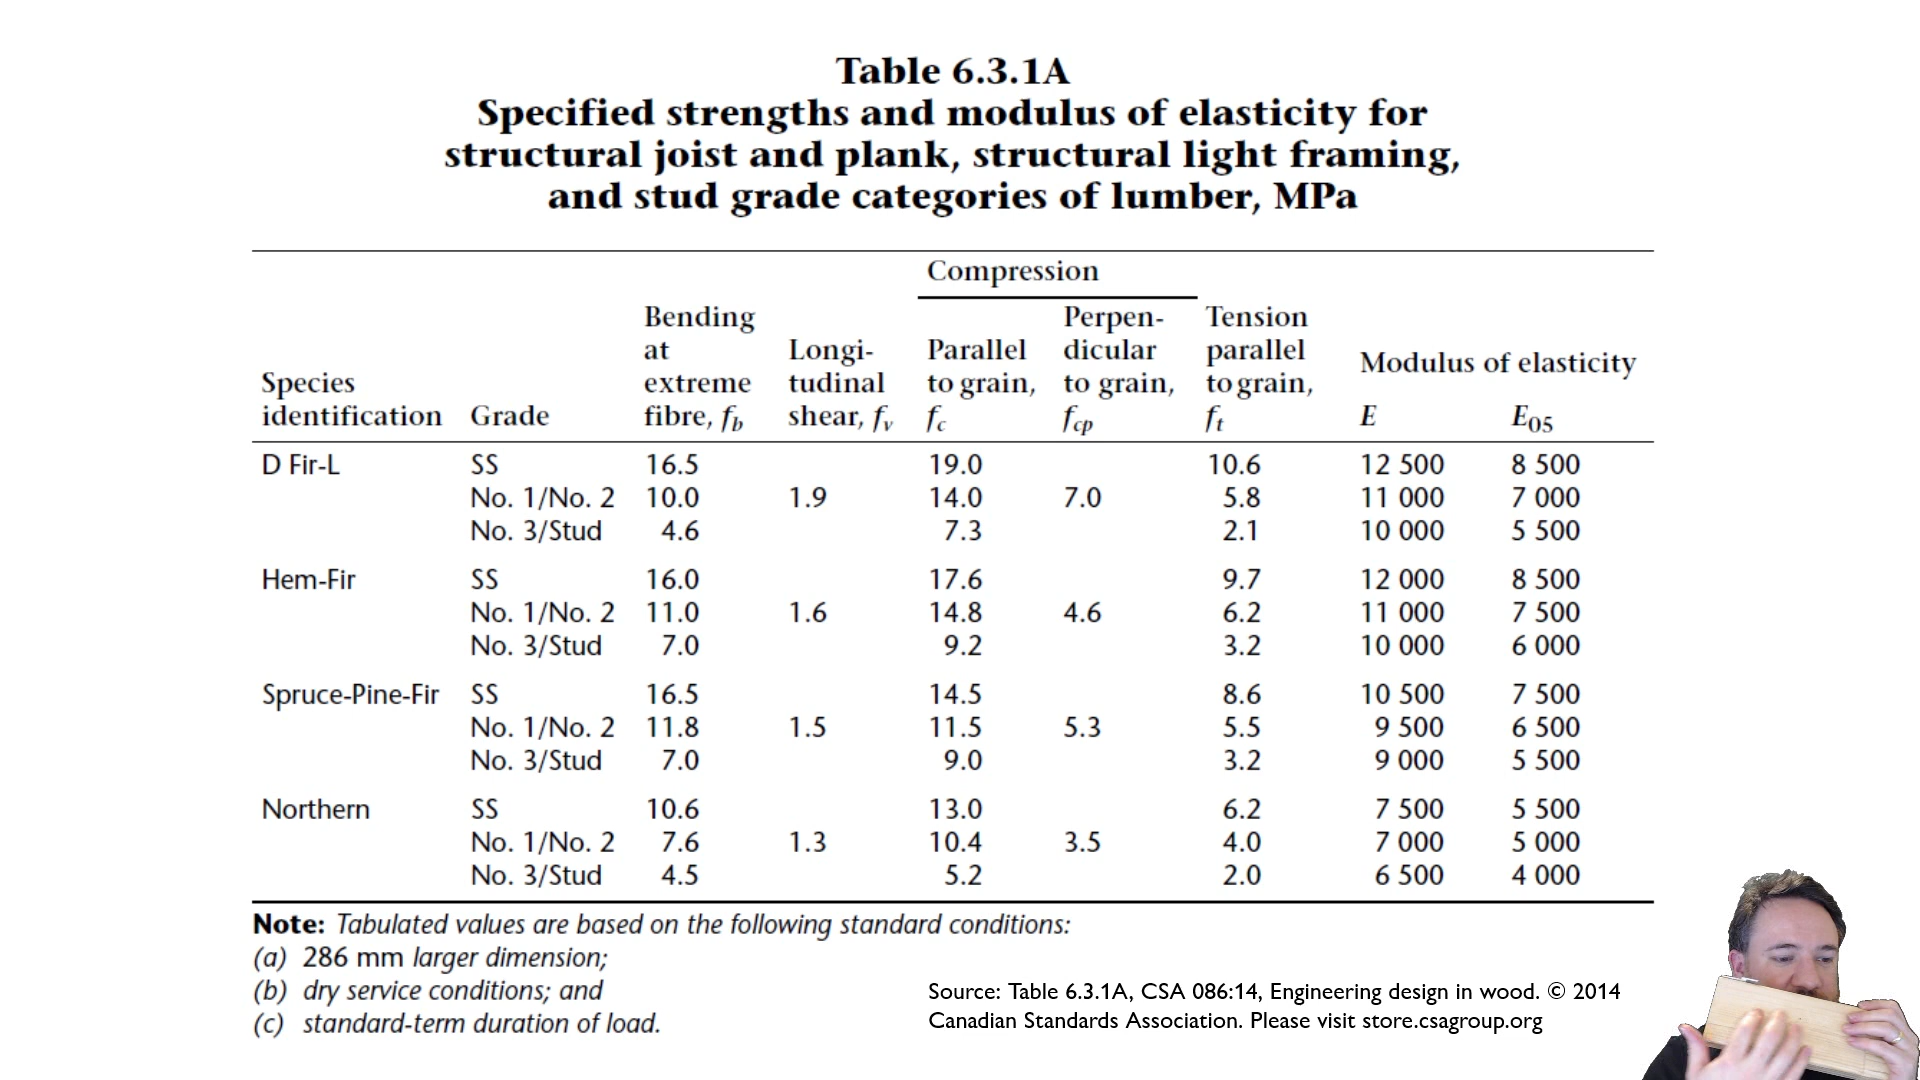 Table 6.3.1A
Specified strengths and modulus of elasticity for
structural joist and plank, structural light framing,
and stud grade categories of lumber, MPa
Compression
Species identification Grade Bending at extreme fibre, fb Longi-tudinal shear, fv Parallel to grain, fc Perpen-dicular to grain, fcp Tension parallel to grain, ft Modulus of elasticity E E05
D Fir-L SS 16.5 19.0 10.6 12 500 8 500
No. 1/No. 2 10.0 1.9 14.0 7.0 5.8 11 000 7 000
No. 3/Stud 4.6 7.3 2.1 10 000 5 500
Hem-Fir SS 16.0 17.6 9.7 12 000 8 500
No. 1/No. 2 11.0 1.6 14.8 4.6 6.2 11 000 7 500
No. 3/Stud 7.0 9.2 3.2 10 000 6 000
Spruce-Pine-Fir SS 16.5 14.5 8.6 10 500 7 500
No. 1/No. 2 11.8 1.5 11.5 5.3 5.5 9 500 6 500
No. 3/Stud 7.0 9.0 3.2 9 000 5 500
Northern SS 10.6 13.0 6.2 7 500 5 500
No. 1/No. 2 7.6 1.3 10.4 3.5 4.0 7 000 5 000
No. 3/Stud 4.5 5.2 2.0 6 500 4 000
Note: Tabulated values are based on the following standard conditions:
(a) 286 mm larger dimension;
(b) dry service conditions; and
(c) standard-term duration of load.
Source: Table 6.3.1A, CSA 086:14, Engineering design in wood. © 2014
Canadian Standards Association. Please visit store.csagroup.org